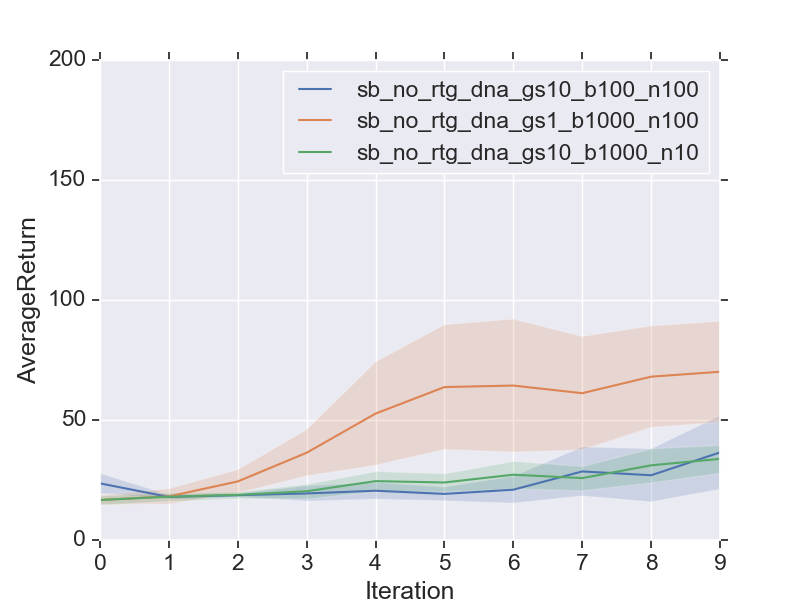 200
sb_no_rtg_dna_gs10_b100_n100
sb_no_rtg_dna_gs1_b1000_n100
sb_no_rtg_dna_gs10_b1000_n10
150
AverageReturn
100
50
0
0 1 2 3 4 5 6 7 8 9
Iteration